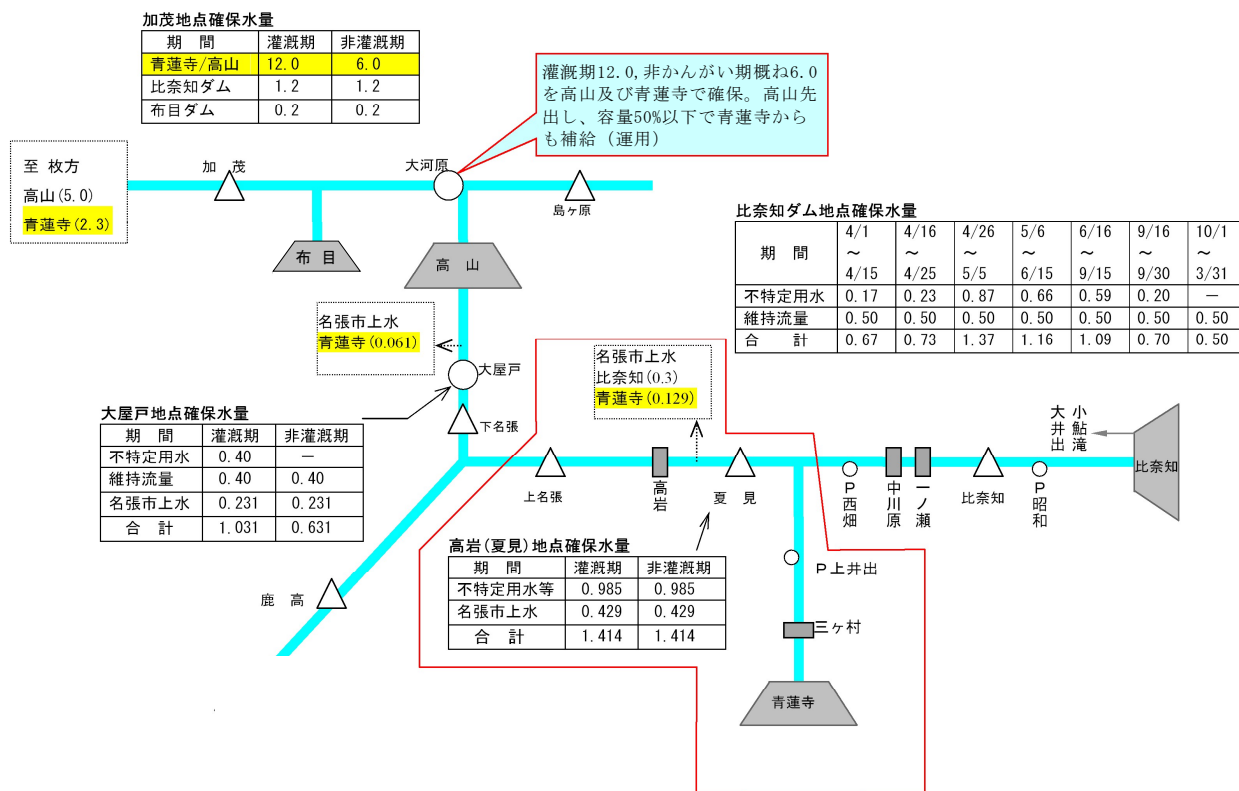 加茂地点確保水量
期　間 灌漑期 非灌漑期
青蓮寺/高山 12.0 6.0
比奈知ダム 1.2 1.2
布目ダム 0.2 0.2
灌漑期12.0,非かんがい期概ね6.0
を高山及び青蓮寺で確保。高山先
出し、容量50%以下で青蓮寺から
も補給（運用）
至 枚方
高山(5.0)
青蓮寺(2.3)
加　茂
大河原
島ヶ原
布目
高　山
比奈知ダム地点確保水量
期　間 4/1～4/15 4/16～4/25 4/26～5/5 5/6～6/15 6/16～9/15 9/16～9/30 10/1～3/31
不特定用水 0.17 0.23 0.87 0.66 0.59 0.20 －
維持流量 0.50 0.50 0.50 0.50 0.50 0.50 0.50
合　計 0.67 0.73 1.37 1.16 1.09 0.70 0.50
名張市上水
青蓮寺(0.061)
大屋戸
名張市上水
比奈知(0.3)
青蓮寺(0.129)
大屋戸地点確保水量
期　間 灌漑期 非灌漑期
不特定用水 0.40 －
維持流量 0.40 0.40
名張市上水 0.231 0.231
合　計 1.031 0.631
下名張
上名張
高岩
夏　見
P西畑
中川原
一ノ瀬
比奈知
P昭和
小鮎滝
大井出
比奈知
高岩(夏見)地点確保水量
期　間 灌漑期 非灌漑期
不特定用水等 0.985 0.985
名張市上水 0.429 0.429
合　計 1.414 1.414
P上井出
三ヶ村
鹿　高
青蓮寺